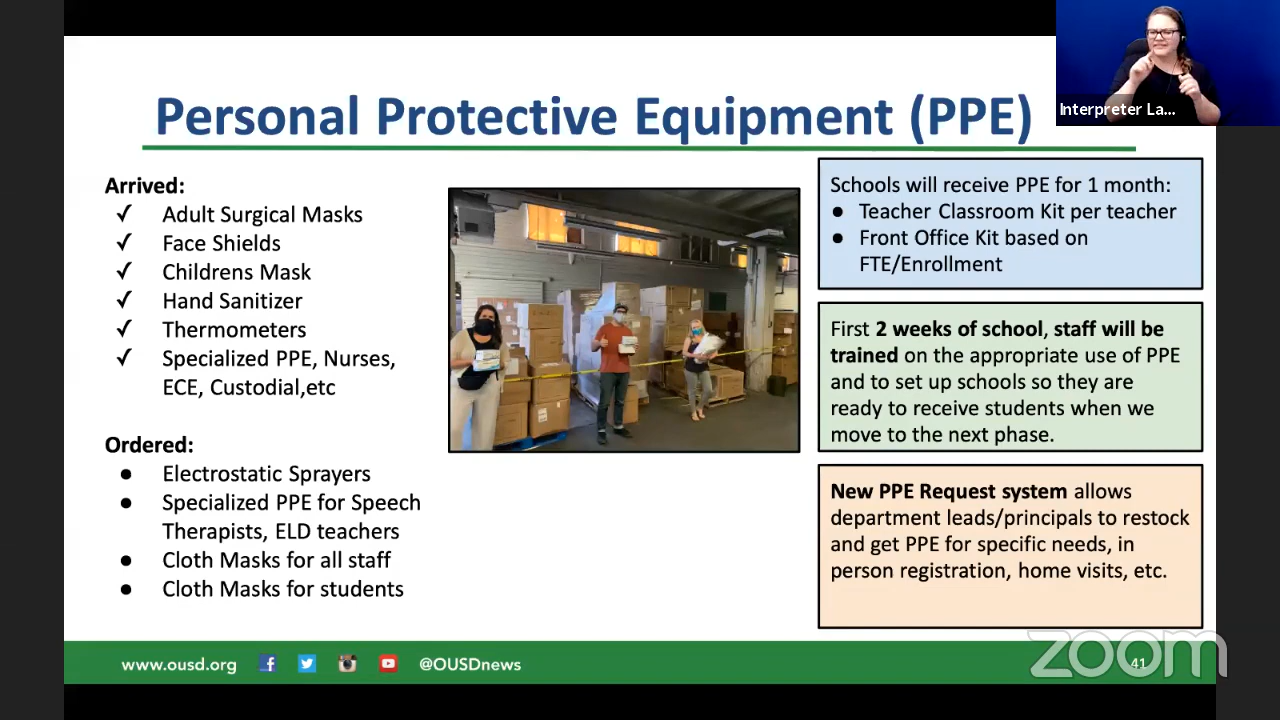 Personal Protective Equipment (PPE)
Interpreter La...
Arrived:
✓ Adult Surgical Masks
✓ Face Shields
✓ Childrens Mask
✓ Hand Sanitizer
✓ Thermometers
✓ Specialized PPE, Nurses,
ECE, Custodial,etc
Ordered:
● Electrostatic Sprayers
● Specialized PPE for Speech
Therapists, ELD teachers
● Cloth Masks for all staff
● Cloth Masks for students
Schools will receive PPE for 1 month:
● Teacher Classroom Kit per teacher
● Front Office Kit based on
FTE/Enrollment
First 2 weeks of school, staff will be
trained on the appropriate use of PPE
and to set up schools so they are
ready to receive students when we
move to the next phase.
New PPE Request system allows
department leads/principals to restock
and get PPE for specific needs, in
person registration, home visits, etc.
www.ousd.org @OUSDnews
41
zoom